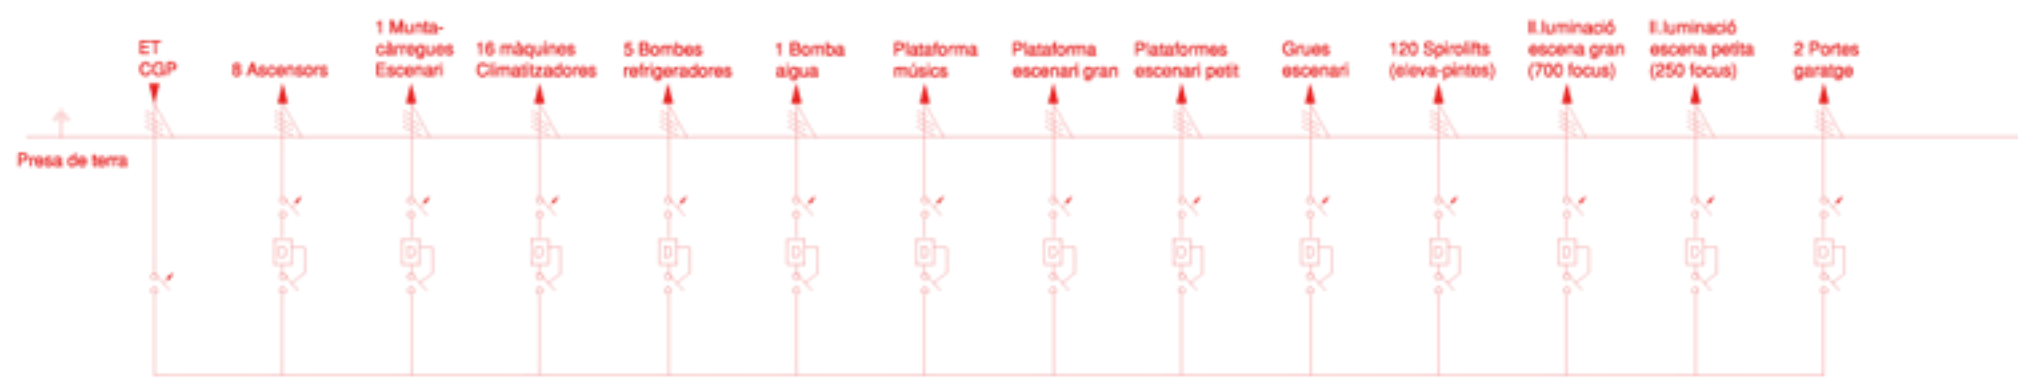 ET
CGP
8 Ascensors
1 Munta-
càrregues
Escenari
16 màquines
Climatitzadores
5 Bombes
refrigeradores
1 Bomba
aigua
Plataforma
músics
Plataforma
escenari gran
Plataformes
escenari petit
Grues
escenari
120 Spirolifts
(eleva-pintes)
Il.luminació
escena gran
(700 focus)
Il.luminació
escena petita
(250 focus)
2 Portes
garatge
Presa de terra
D
D
D
D
D
D
D
D
D
D
D
D
D